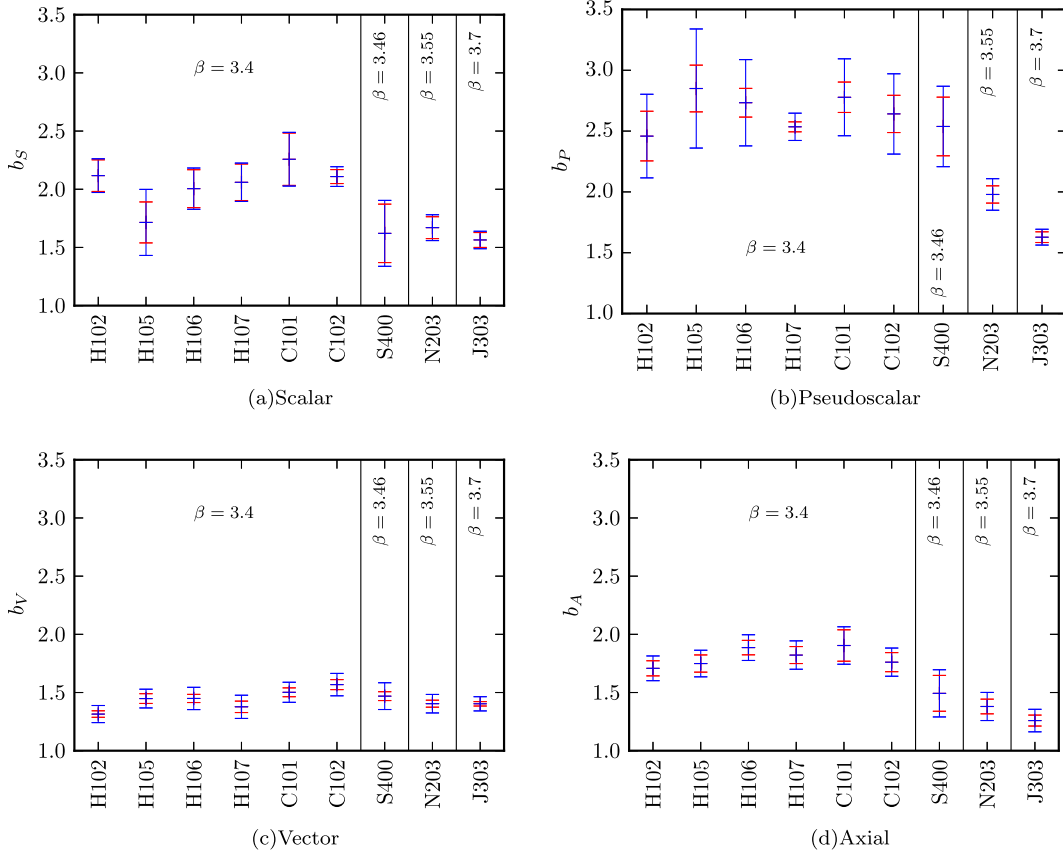 3.5
3.0
2.5
2.0
1.5
1.0
b_S
β = 3.4
β = 3.46
β = 3.55
β = 3.7
H102
H105
H106
H107
C101
C102
S400
N203
J303
(a)Scalar
3.5
3.0
2.5
2.0
1.5
1.0
b_P
β = 3.4
β = 3.46
β = 3.55
β = 3.7
H102
H105
H106
H107
C101
C102
S400
N203
J303
(b)Pseudoscalar
3.5
3.0
2.5
2.0
1.5
1.0
b_V
β = 3.4
β = 3.46
β = 3.55
β = 3.7
H102
H105
H106
H107
C101
C102
S400
N203
J303
(c)Vector
3.5
3.0
2.5
2.0
1.5
1.0
b_A
β = 3.4
β = 3.46
β = 3.55
β = 3.7
H102
H105
H106
H107
C101
C102
S400
N203
J303
(d)Axial